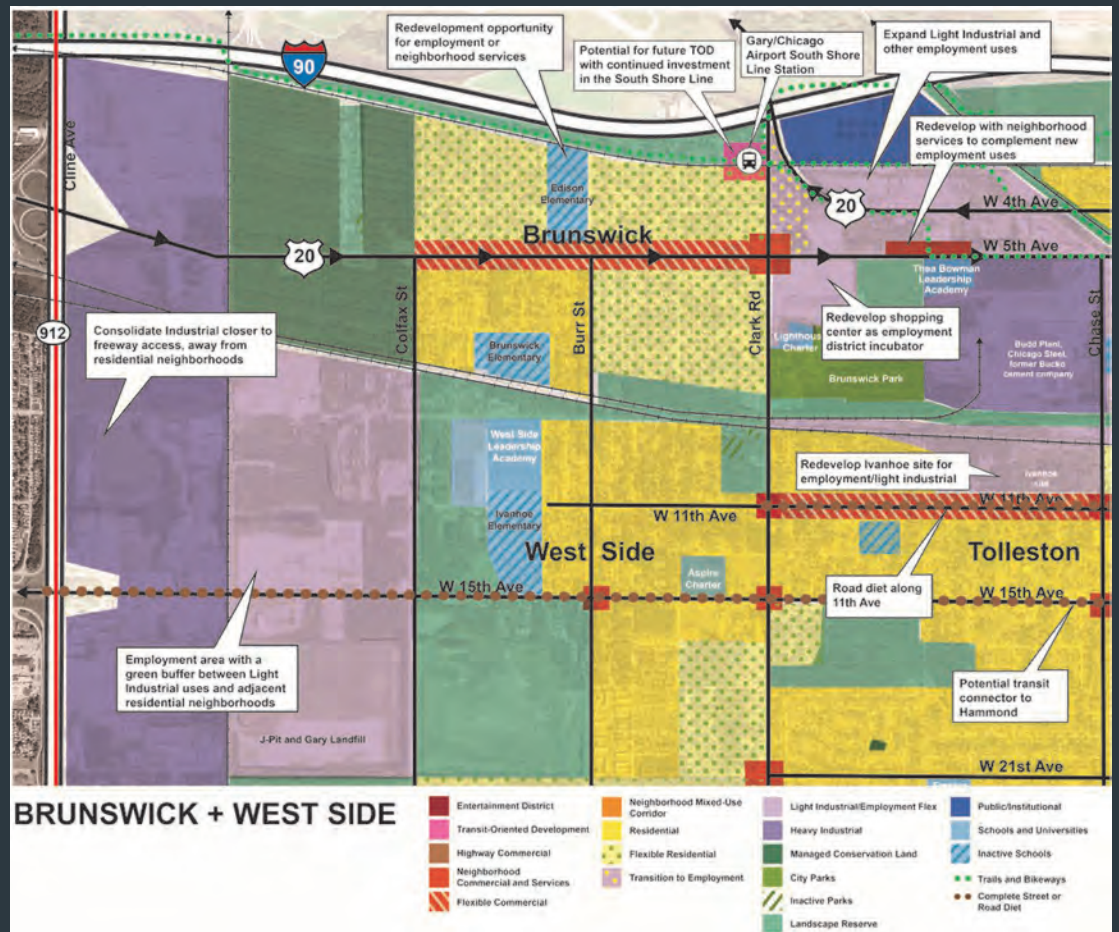 Redevelopment opportunity
for employment or
neighborhood services
Potential for future TOD
with continued investment
in the South Shore Line
Gary/Chicago
Airport South Shore
Line Station
Expand Light Industrial and
other employment uses
90
Redevelop with neighborhood
services to complement new
employment uses
Cline Ave
Edison
Elementary
20
W 4th Ave
Brunswick
20
W 5th Ave
Thea Bowman
Leadership
Academy
912
Consolidate Industrial closer to
freeway access, away from
residential neighborhoods
Colfax St
Burr St
Clark Rd
Chase St
Redevelop shopping
center as employment
district incubator
Brunswick
Elementary
Lighthouse
Charter
Brunswick Park
Budd Plant,
Chicago Steel,
former Bucko
cement company
West Side
Leadership
Academy
Redevelop Ivanhoe site for
employment/light industrial
Ivanhoe
site
Ivanhoe
Elementary
W 11th Ave
W 11th Ave
West Side
Tolleston
Aspire
Charter
Road diet along
11th Ave
W 15th Ave
W 15th Ave
Employment area with a
green buffer between Light
Industrial uses and adjacent
residential neighborhoods
Potential transit
connector to
Hammond
J-Pit and Gary Landfill
W 21st Ave
BRUNSWICK + WEST SIDE
Entertainment District
Transit-Oriented Development
Highway Commercial
Neighborhood
Commercial and Services
Flexible Commercial
Neighborhood Mixed-Use
Corridor
Residential
Flexible Residential
Transition to Employment
Light Industrial/Employment Flex
Heavy Industrial
Managed Conservation Land
City Parks
Inactive Parks
Landscape Reserve
Public/Institutional
Schools and Universities
Inactive Schools
Trails and Bikeways
Complete Street or
Road Diet